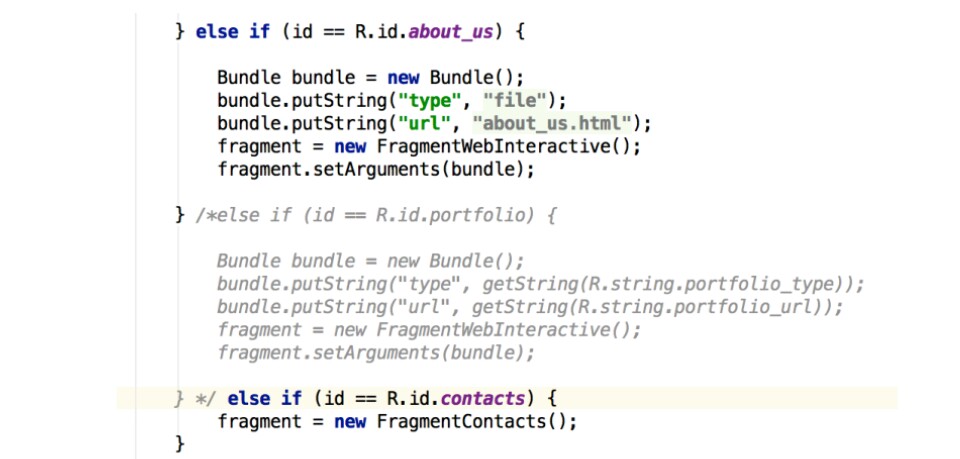 } else if (id == R.id.about_us) {
Bundle bundle = new Bundle();
bundle.putString("type", "file");
bundle.putString("url", "about_us.html");
fragment = new FragmentWebInteractive();
fragment.setArguments(bundle);
} /*else if (id == R.id.portfolio) {
Bundle bundle = new Bundle();
bundle.putString("type", getString(R.string.portfolio_type));
bundle.putString("url", getString(R.string.portfolio_url));
fragment = new FragmentWebInteractive();
fragment.setArguments(bundle);
} */ else if (id == R.id.contacts) {
fragment = new FragmentContacts();
}